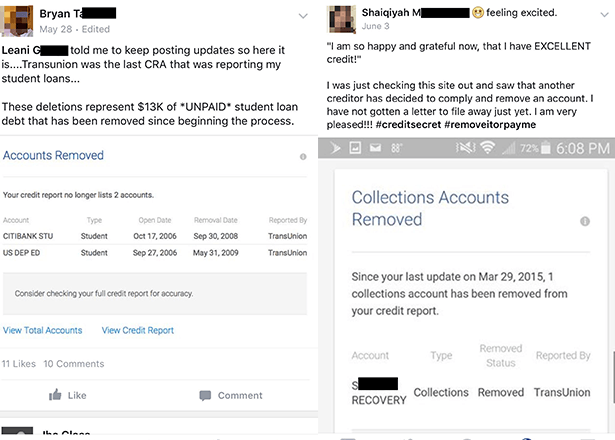 Bryan Ta
May 28 · Edited
Leani G told me to keep posting updates so here it
is....Transunion was the last CRA that was reporting my
student loans...
These deletions represent $13K of *UNPAID* student loan
debt that has been removed since beginning the process.
Accounts Removed
Your credit report no longer lists 2 accounts.
Account Type Open Date Removal Date Reported By
CITIBANK STU Student Oct 17, 2006 Sep 30, 2008 TransUnion
US DEP ED Student Sep 27, 2006 May 31, 2009 TransUnion
Consider checking your full credit report for accuracy.
View Total Accounts View Credit Report
11 Likes 10 Comments
Like Comment
Shaiqiyah M feeling excited.
June 3
"I am so happy and grateful now, that I have EXCELLENT
credit!"
I was just checking this site out and saw that another
creditor has decided to comply and remove an account. I
have not gotten a letter to file away just yet. I am very
pleased!!! #creditsecret #removeitorpayme
88° 72% 6:08 PM
Collections Accounts
Removed
Since your last update on Mar 29, 2015, 1
collections account has been removed from
your credit report.
Account Type Removed Status Reported By
S RECOVERY Collections Removed TransUnion